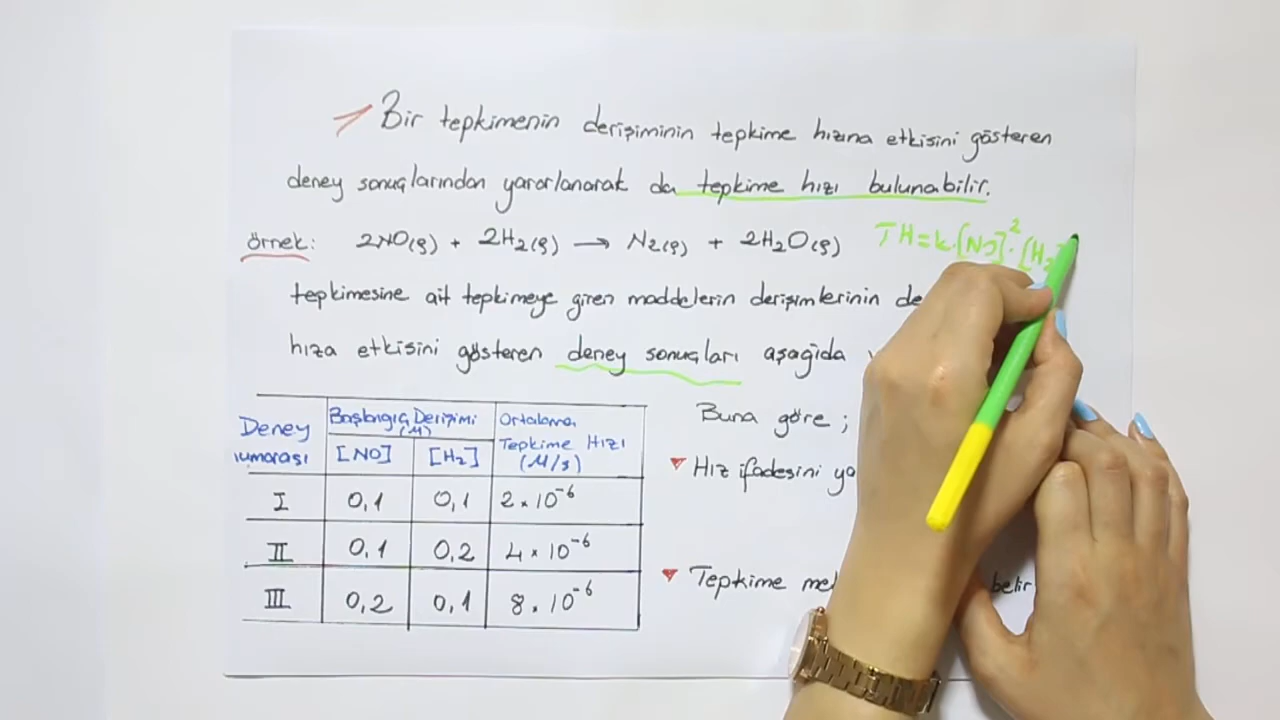 Bir tepkimenin derişiminin tepkime hızına etkisini gösteren
deney sonuçlarından yararlanarak da tepkime hızı bulunabilir.
örnek: 2NO(g) + 2H₂(g) → N₂(g) + 2H₂O(g) TH=k.[NO]².[H₂]
tepkimesine ait tepkimeye giren maddelerin derişimlerinin de
hıza etkisini gösteren deney sonuçları aşağıda
Deney Başlangıç Derişimi Ortalama
(M) Tepkime Hızı
numarası [NO] [H₂] (M/s)
I 0,1 0,1 2×10⁻⁶
II 0,1 0,2 4×10⁻⁶
III 0,2 0,1 8.10⁻⁶
Buna göre ;
Hız ifadesini ya
Tepkime me belir